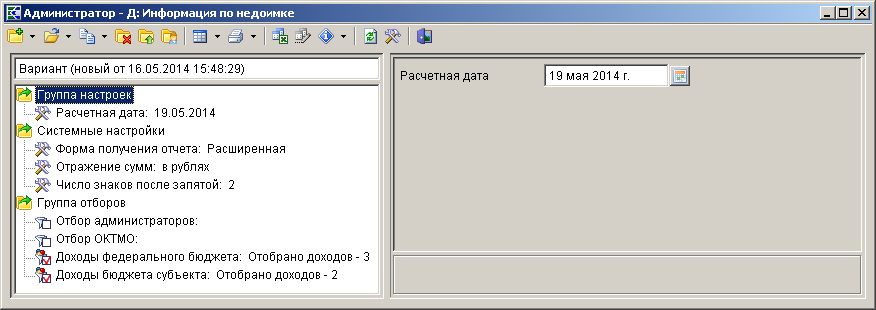 Администратор - Д: Информация по недоимке
Вариант (новый от 16.05.2014 15:48:29)
Группа настроек
Расчетная дата: 19.05.2014
Системные настройки
Форма получения отчета: Расширенная
Отражение сумм: в рублях
Число знаков после запятой: 2
Группа отборов
Отбор администраторов:
Отбор ОКТМО:
Доходы федерального бюджета: Отобрано доходов - 3
Доходы бюджета субъекта: Отобрано доходов - 2
Расчетная дата 19 мая 2014 г.